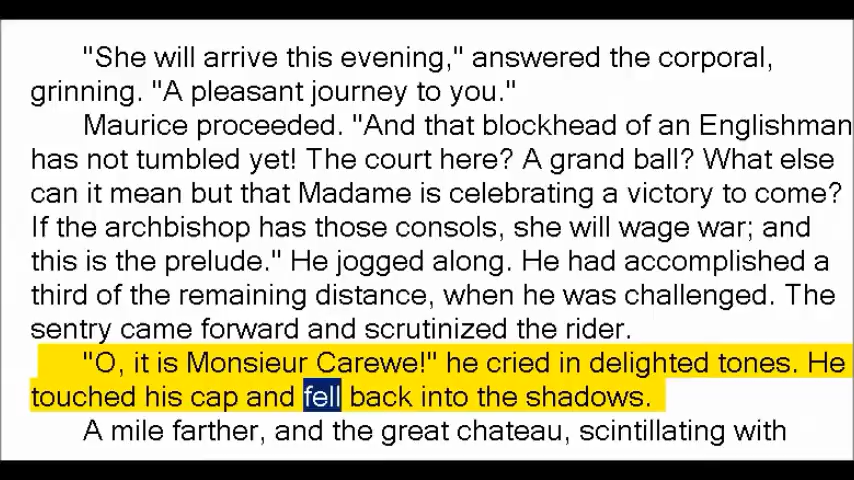 "She will arrive this evening," answered the corporal,
grinning. "A pleasant journey to you."
Maurice proceeded. "And that blockhead of an Englishman
has not tumbled yet! The court here? A grand ball? What else
can it mean but that Madame is celebrating a victory to come?
If the archbishop has those consols, she will wage war; and
this is the prelude." He jogged along. He had accomplished a
third of the remaining distance, when he was challenged. The
sentry came forward and scrutinized the rider.
"O, it is Monsieur Carewe!" he cried in delighted tones. He
touched his cap and fell back into the shadows.
A mile farther, and the great chateau, scintillating with